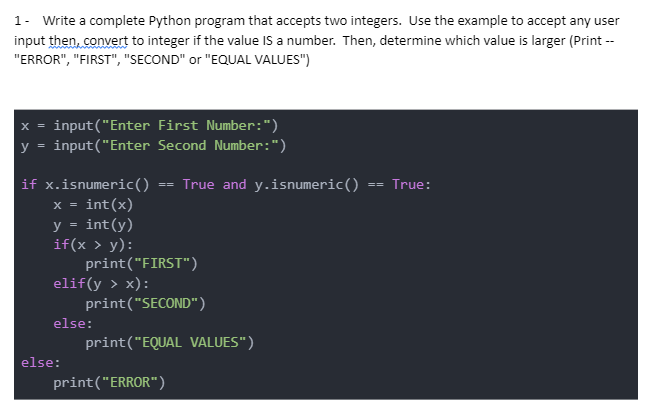 1 - Write a complete Python program that accepts two integers. Use the example to accept any user
input then, convert to integer if the value IS a number. Then, determine which value is larger (Print --
"ERROR", "FIRST", "SECOND" or "EQUAL VALUES")
x = input("Enter First Number:")
y = input("Enter Second Number:")
if x.isnumeric() == True and y.isnumeric() == True:
    x = int(x)
    y = int(y)
    if(x > y):
        print("FIRST")
    elif(y > x):
        print("SECOND")
    else:
        print("EQUAL VALUES")
else:
    print("ERROR")